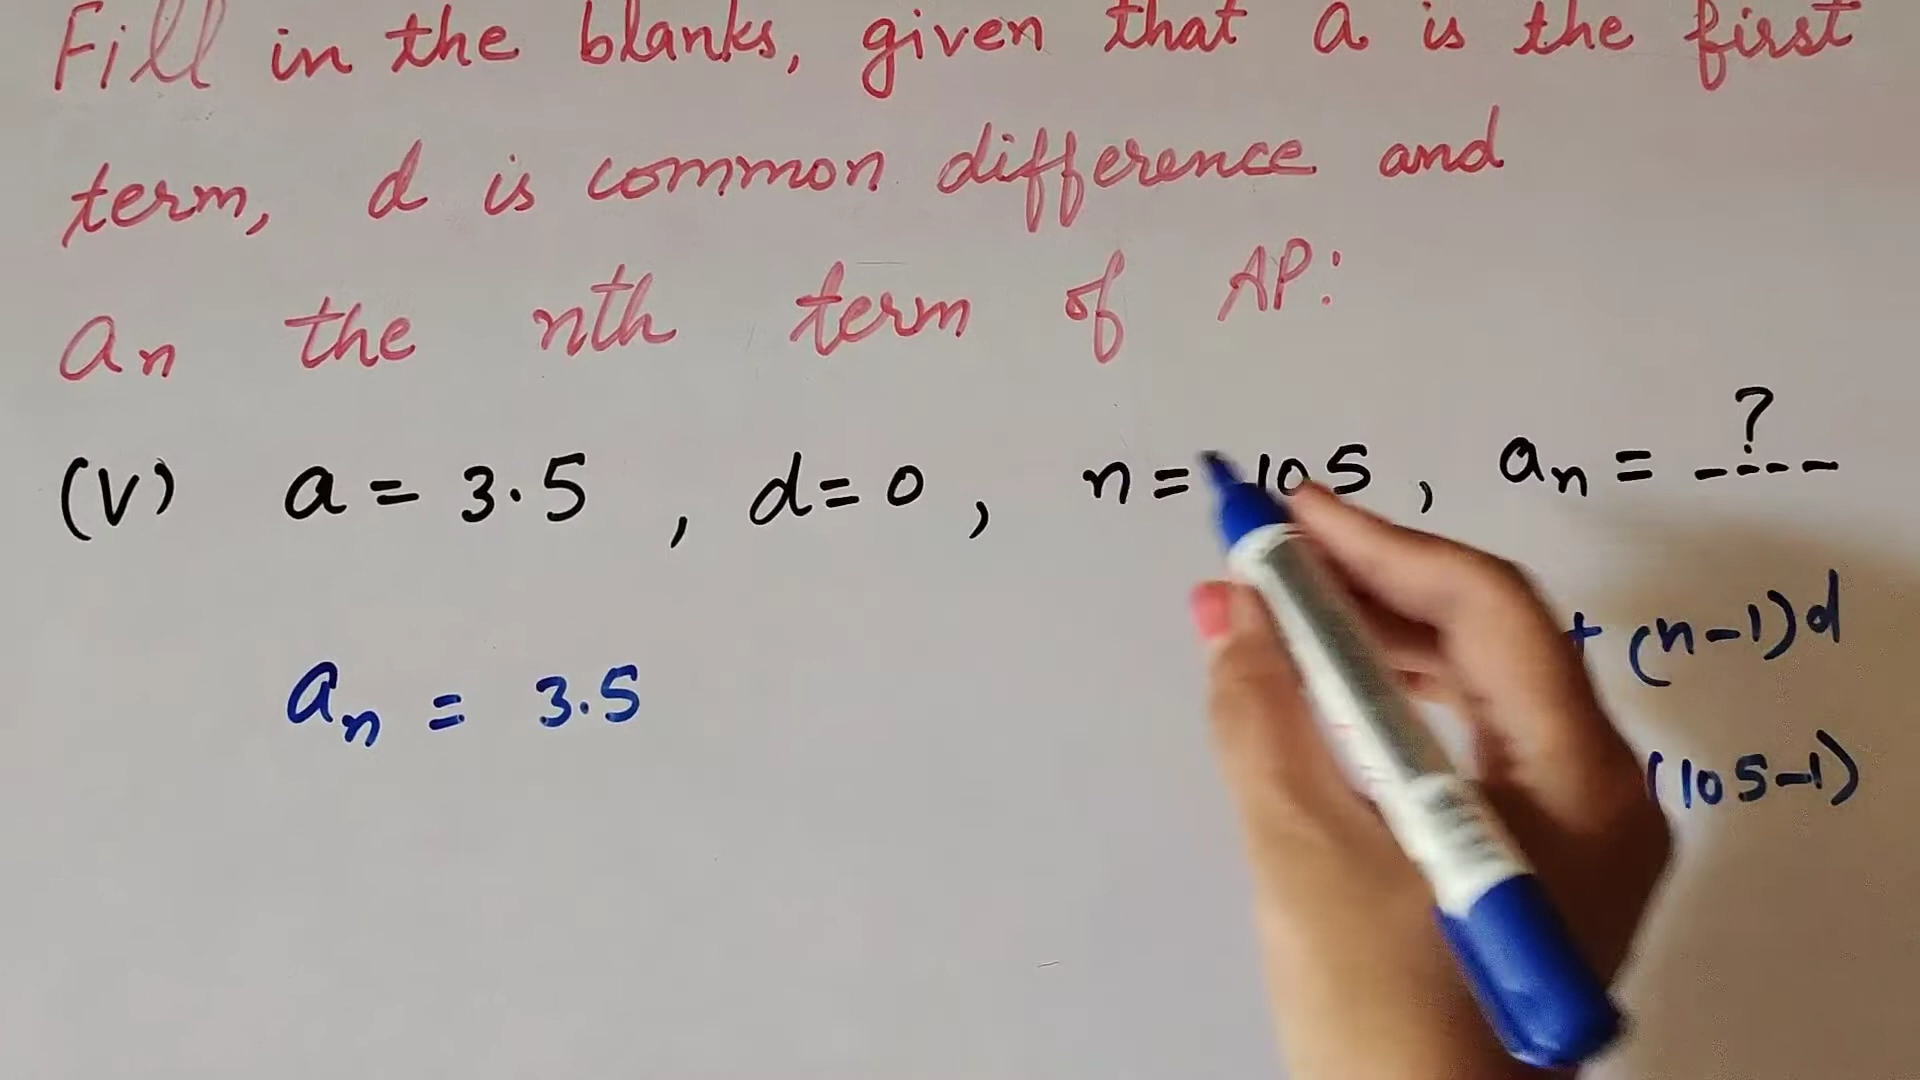 Fill in the blanks, given that a is the first
term, d is common difference and
an the nth term of AP:
(V) a = 3.5 , d = 0 , n = 105 , an = ----
?
+ (n-1)d
an = 3.5
(105-1)